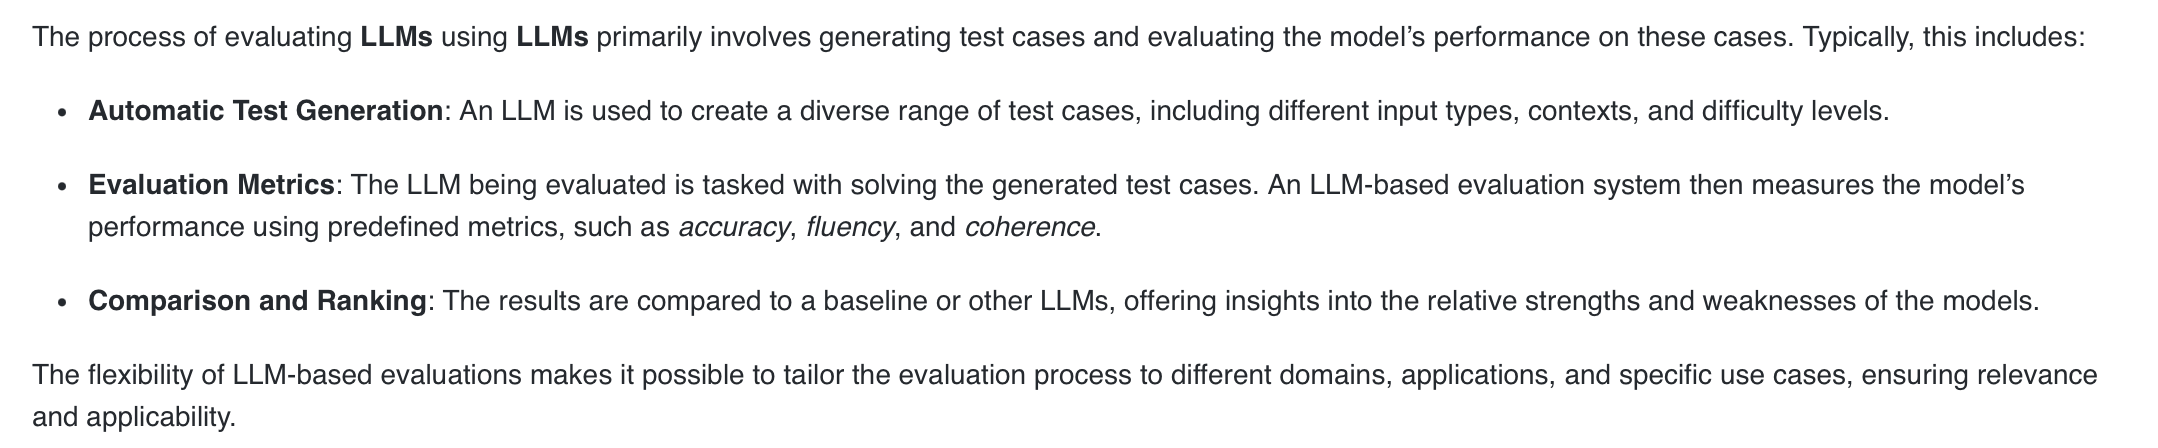 The process of evaluating LLMs using LLMs primarily involves generating test cases and evaluating the model’s performance on these cases. Typically, this includes:
• Automatic Test Generation: An LLM is used to create a diverse range of test cases, including different input types, contexts, and difficulty levels.
• Evaluation Metrics: The LLM being evaluated is tasked with solving the generated test cases. An LLM-based evaluation system then measures the model’s
performance using predefined metrics, such as accuracy, fluency, and coherence.
• Comparison and Ranking: The results are compared to a baseline or other LLMs, offering insights into the relative strengths and weaknesses of the models.
The flexibility of LLM-based evaluations makes it possible to tailor the evaluation process to different domains, applications, and specific use cases, ensuring relevance
and applicability.